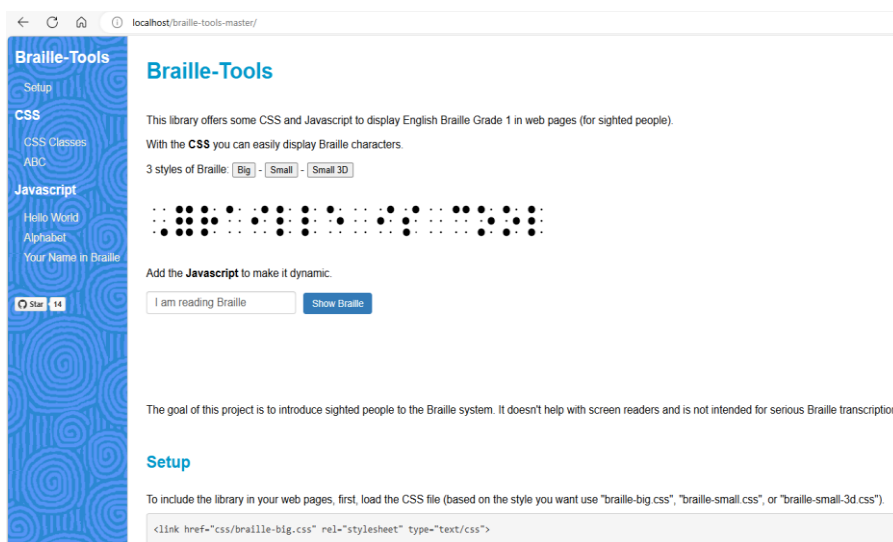 localhost/braille-tools-master/
Braille-Tools
Setup
CSS
CSS Classes
ABC
Javascript
Hello World
Alphabet
Your Name in Braille
Star 14
Braille-Tools
This library offers some CSS and Javascript to display English Braille Grade 1 in web pages (for sighted people).
With the CSS you can easily display Braille characters.
3 styles of Braille: Big - Small - Small 3D
Add the Javascript to make it dynamic.
I am reading Braille Show Braille
The goal of this project is to introduce sighted people to the Braille system. It doesn't help with screen readers and is not intended for serious Braille transcription
Setup
To include the library in your web pages, first, load the CSS file (based on the style you want use "braille-big.css", "braille-small.css", or "braille-small-3d.css").
<link href="css/braille-big.css" rel="stylesheet" type="text/css">